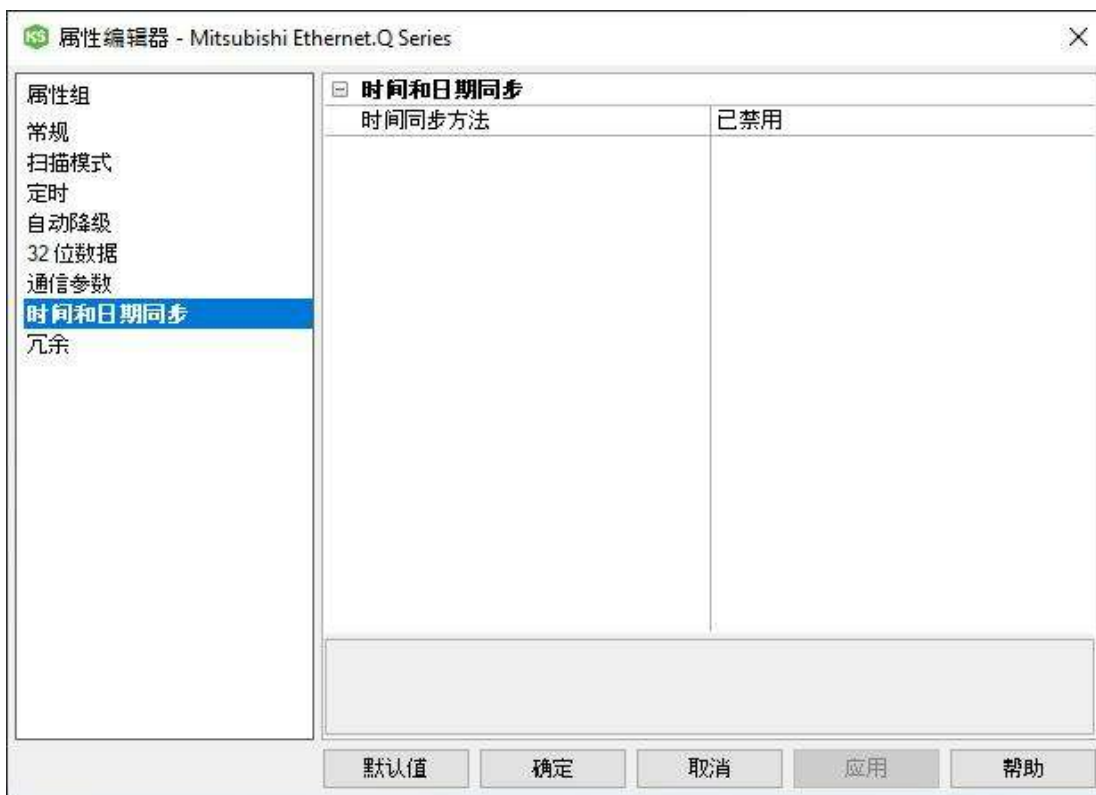 属性编辑器 - Mitsubishi Ethernet.Q Series
属性组
常规
扫描模式
定时
自动降级
32 位数据
通信参数
时间和日期同步
冗余
时间和日期同步
时间同步方法 已禁用
默认值 确定 取消 应用 帮助